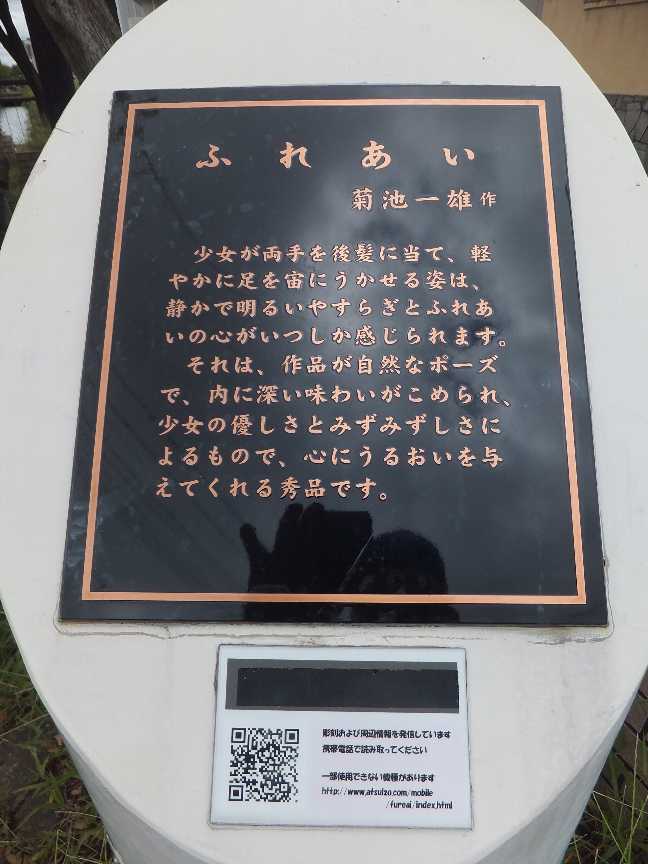 ふれあい
菊池一雄 作
少女が両手を後髪に当て、軽
やかに足を宙にうかせる姿は、
静かで明るいやすらぎとふれあ
いの心がいつしか感じられます。
それは、作品が自然なポーズ
で、内に深い味わいがこめられ、
少女の優しさとみずみずしさに
よるもので、心にうるおいを与
えてくれる秀品です。
彫刻および周辺情報を発信しています
携帯電話で読み取ってください
一部使用できない機種があります
http://www.atsuizo.com/mobile
/fureai/index.html